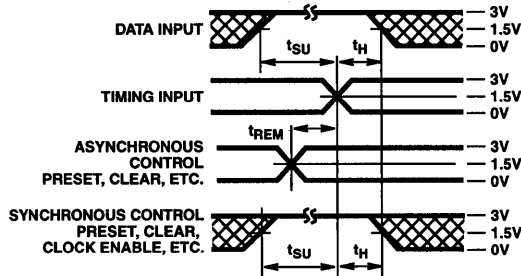 3V
DATA INPUT
1.5V
0V
tSU
tH
3V
TIMING INPUT
1.5V
0V
tREM
ASYNCHRONOUS
CONTROL
PRESET, CLEAR, ETC.
3V
1.5V
0V
SYNCHRONOUS CONTROL
PRESET, CLEAR,
CLOCK ENABLE, ETC.
3V
1.5V
0V
tSU
tH